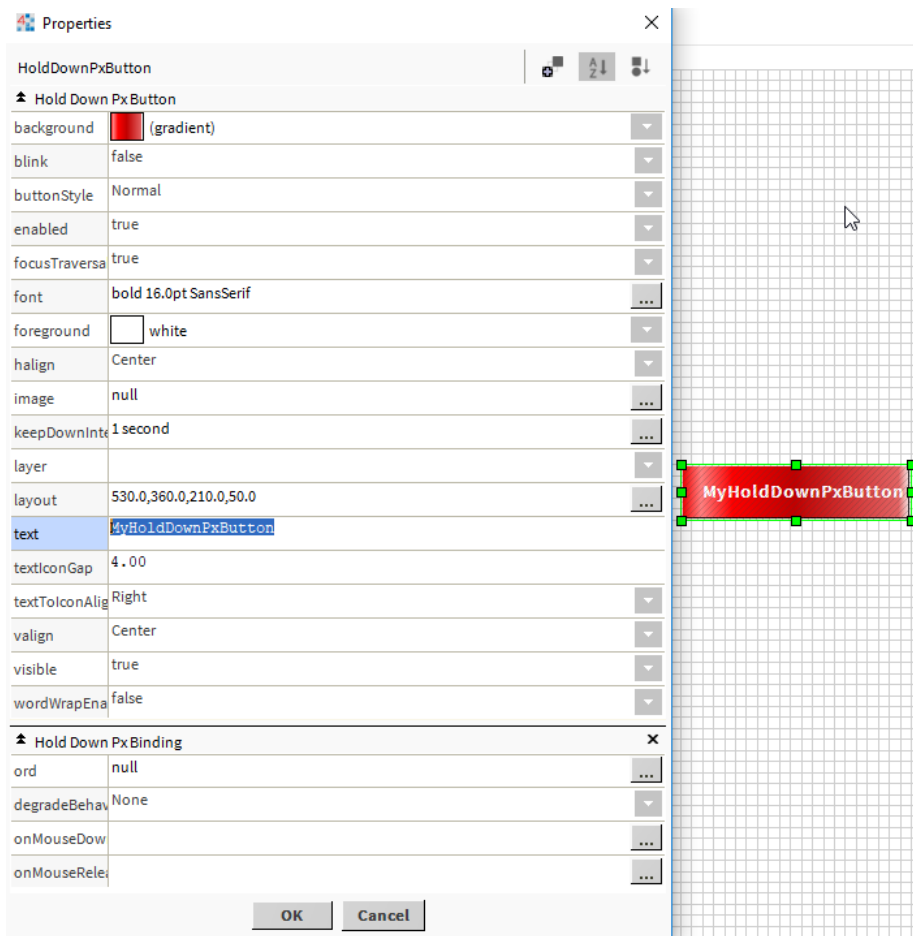 Properties
HoldDownPxButton
Hold Down Px Button
background (gradient)
blink false
buttonStyle Normal
enabled true
focusTraversa true
font bold 16.0pt SansSerif
foreground white
halign Center
image null
keepDownInte 1 second
layer
layout 530.0,360.0,210.0,50.0
text MyHoldDownPxButton
textIconGap 4.00
textToIconAlig Right
valign Center
visible true
wordWrapEna false
Hold Down Px Binding
ord null
degradeBehav None
onMouseDow
onMouseRelea
OK Cancel
MyHoldDownPxButton